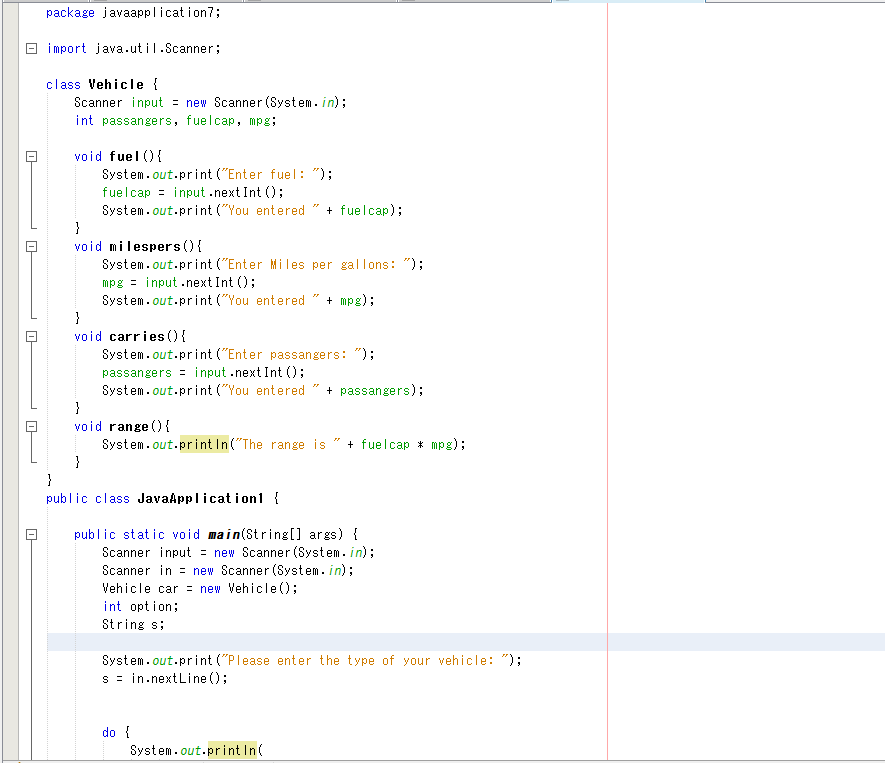 package javaapplication7;
import java.util.Scanner;
class Vehicle {
Scanner input = new Scanner(System.in);
int passangers, fuelcap, mpg;
void fuel(){
System.out.print("Enter fuel: ");
fuelcap = input.nextInt();
System.out.print("You entered " + fuelcap);
}
void milespers(){
System.out.print("Enter Miles per gallons: ");
mpg = input.nextInt();
System.out.print("You entered " + mpg);
}
void carries(){
System.out.print("Enter passangers: ");
passangers = input.nextInt();
System.out.print("You entered " + passangers);
}
void range(){
System.out.println("The range is " + fuelcap * mpg);
}
}
public class JavaApplication1 {
public static void main(String[] args) {
Scanner input = new Scanner(System.in);
Scanner in = new Scanner(System.in);
Vehicle car = new Vehicle();
int option;
String s;
System.out.print("Please enter the type of your vehicle: ");
s = in.nextLine();
do {
System.out.println(